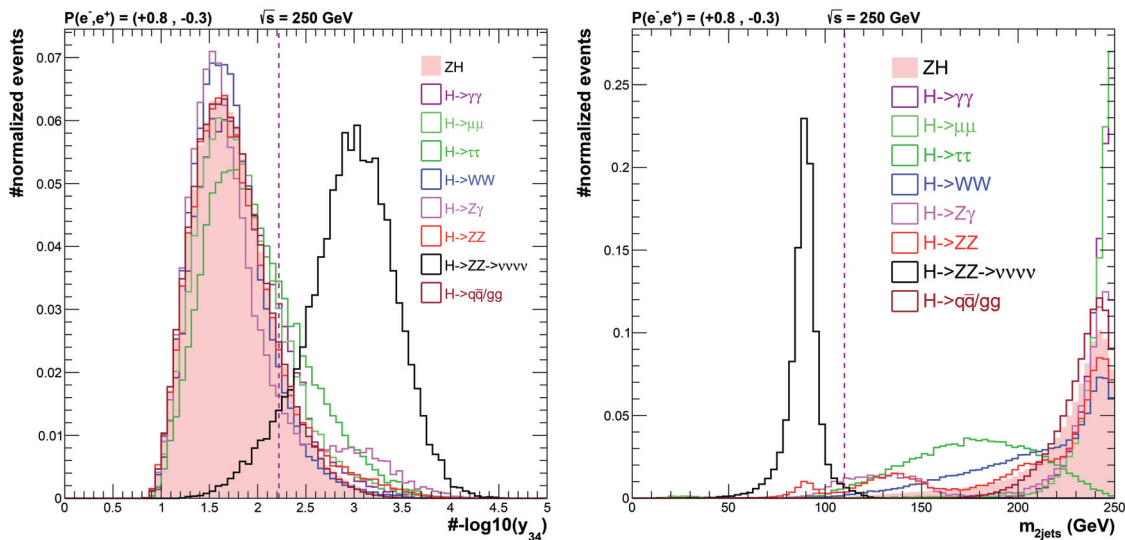 P(e⁻,e⁺) = (+0.8 , -0.3) √s = 250 GeV
#normalized events
0.07
0.06
0.05
0.04
0.03
0.02
0.01
0
ZH
H->γγ
H->μμ
H->ττ
H->WW
H->Zγ
H->ZZ
H->ZZ->νννν
H->qq̄/gg
0 0.5 1 1.5 2 2.5 3 3.5 4 4.5 5
#-log10(y₃₄)
P(e⁻,e⁺) = (+0.8 , -0.3) √s = 250 GeV
#normalized events
0.25
0.2
0.15
0.1
0.05
0
ZH
H->γγ
H->μμ
H->ττ
H->WW
H->Zγ
H->ZZ
H->ZZ->νννν
H->qq̄/gg
0 50 100 150 200 250
m₂jets (GeV)